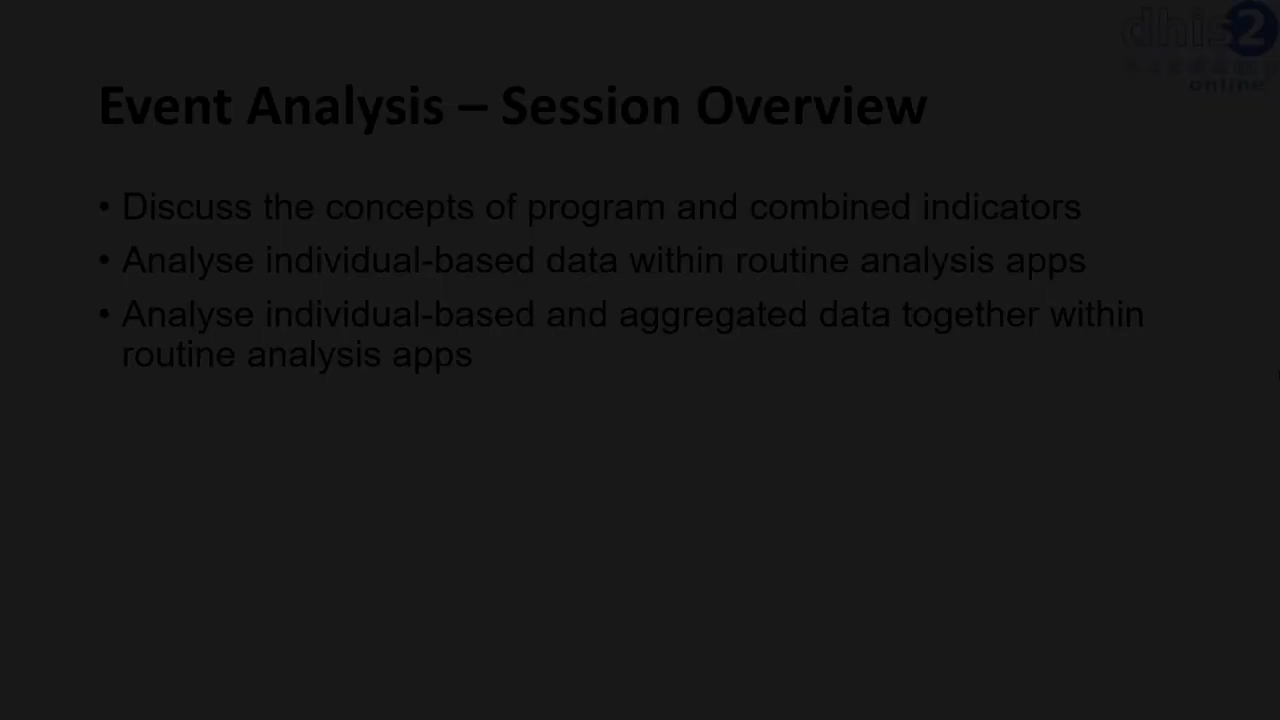 dhis2
academy
online
Event Analysis – Session Overview
• Discuss the concepts of program and combined indicators
• Analyse individual-based data within routine analysis apps
• Analyse individual-based and aggregated data together within
routine analysis apps